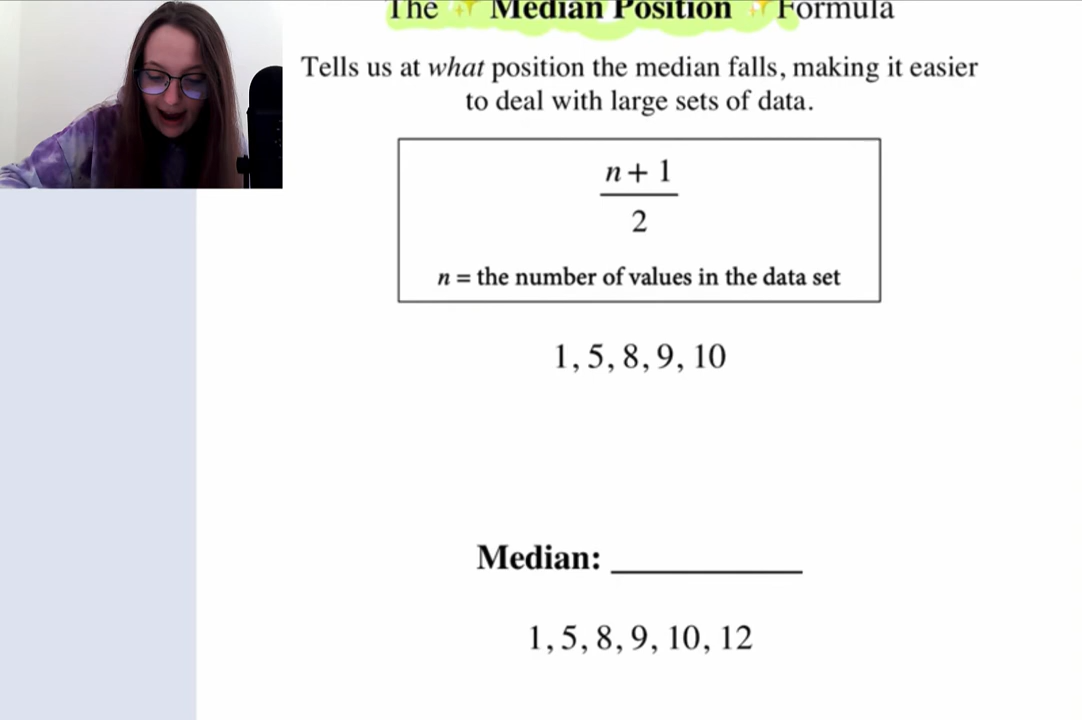 The Median Position Formula
Tells us at what position the median falls, making it easier
to deal with large sets of data.
n + 1
2
n = the number of values in the data set
1, 5, 8, 9, 10
Median: __________
1, 5, 8, 9, 10, 12